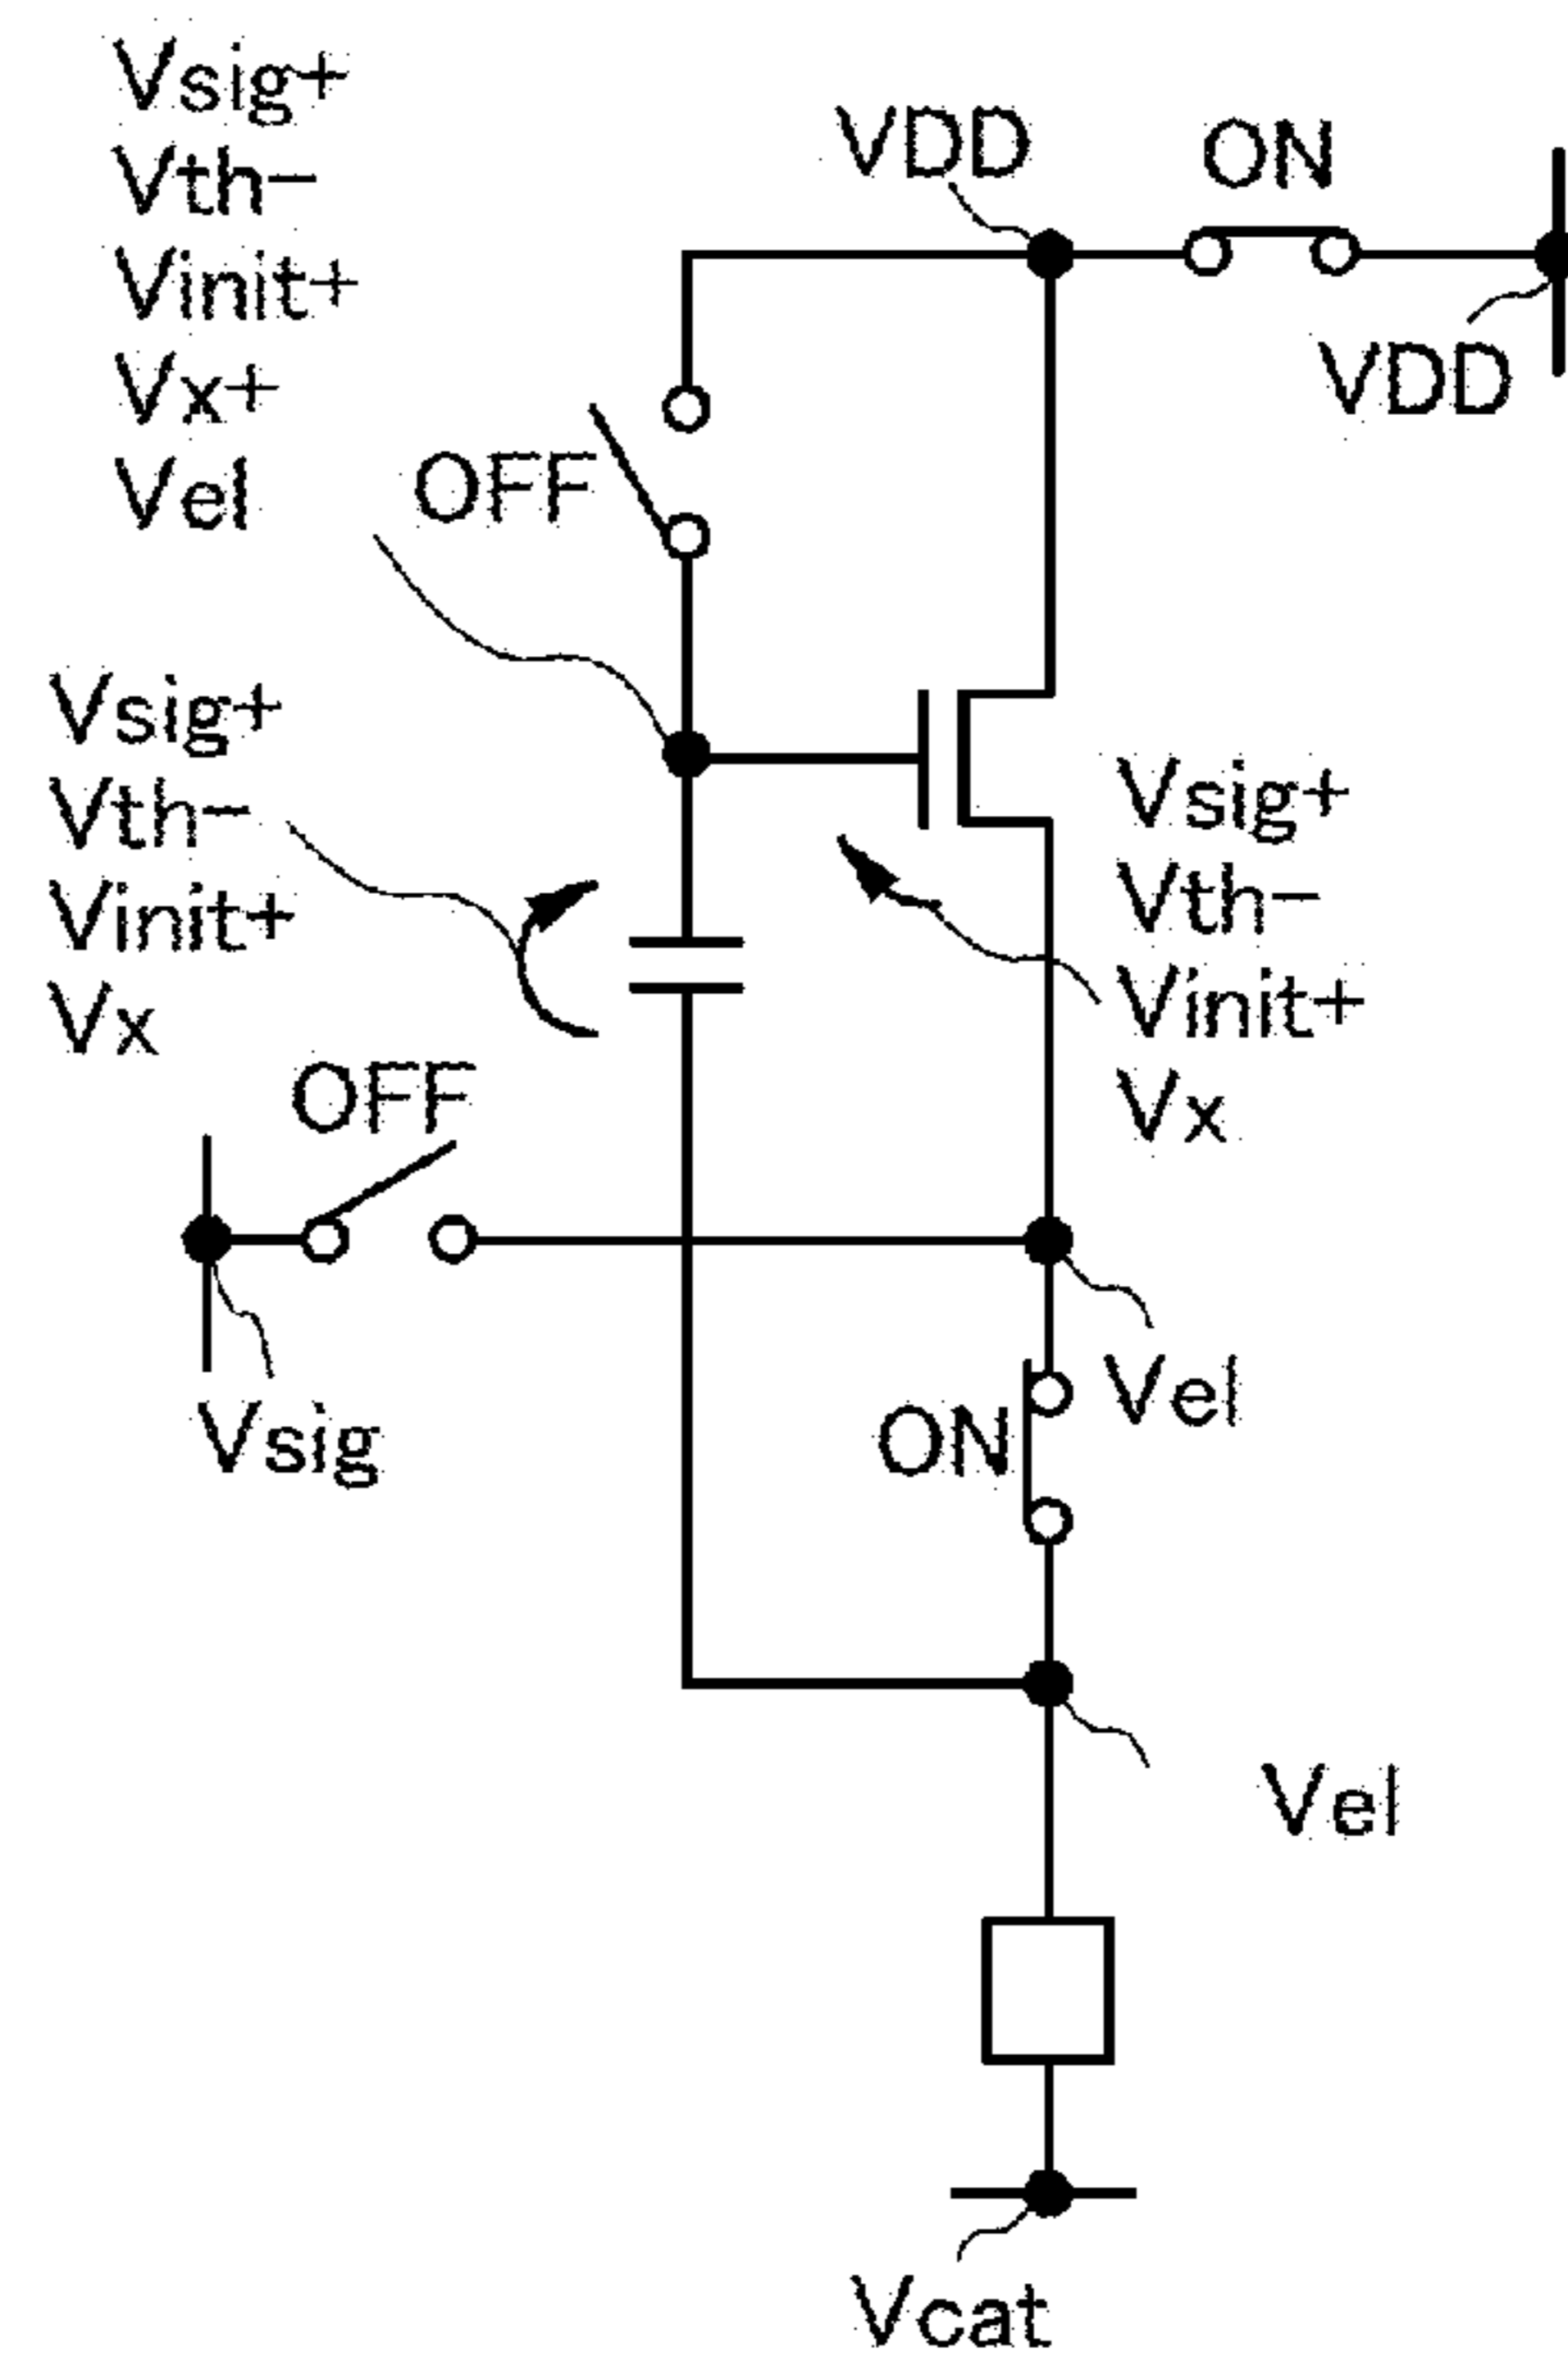 Vsig+
Vth−
Vinit+
Vx+
Vel
VDD
ON
VDD
OFF
Vsig+
Vth−
Vinit+
Vx
Vsig+
Vth−
Vinit+
Vx
OFF
Vsig
Vel
ON
Vel
Vcat